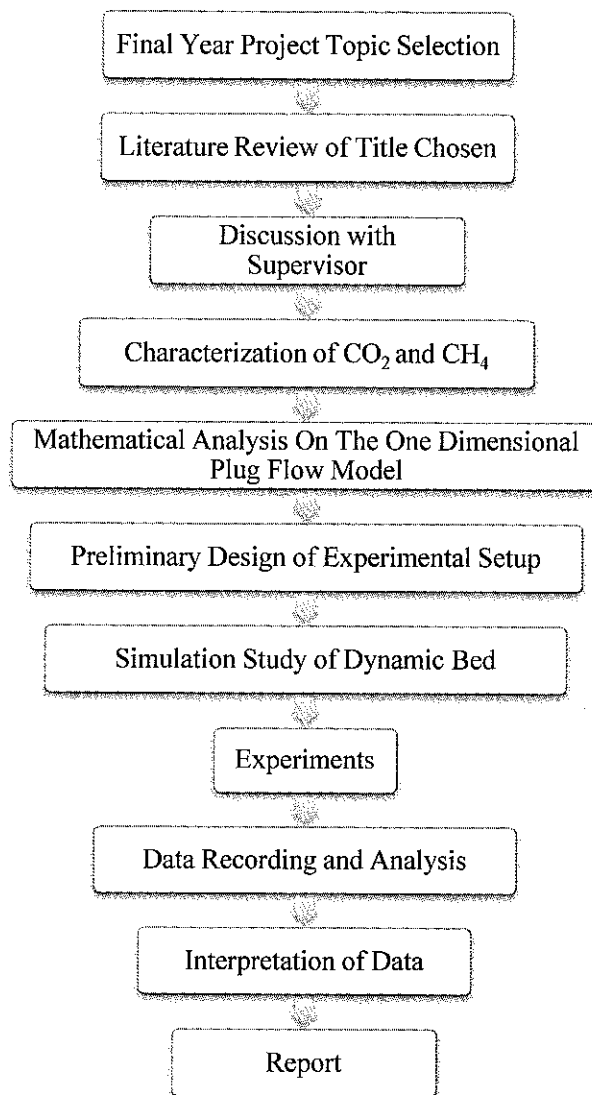 Final Year Project Topic Selection
Literature Review of Title Chosen
Discussion with
Supervisor
Characterization of CO₂ and CH₄
Mathematical Analysis On The One Dimensional
Plug Flow Model
Preliminary Design of Experimental Setup
Simulation Study of Dynamic Bed
Experiments
Data Recording and Analysis
Interpretation of Data
Report